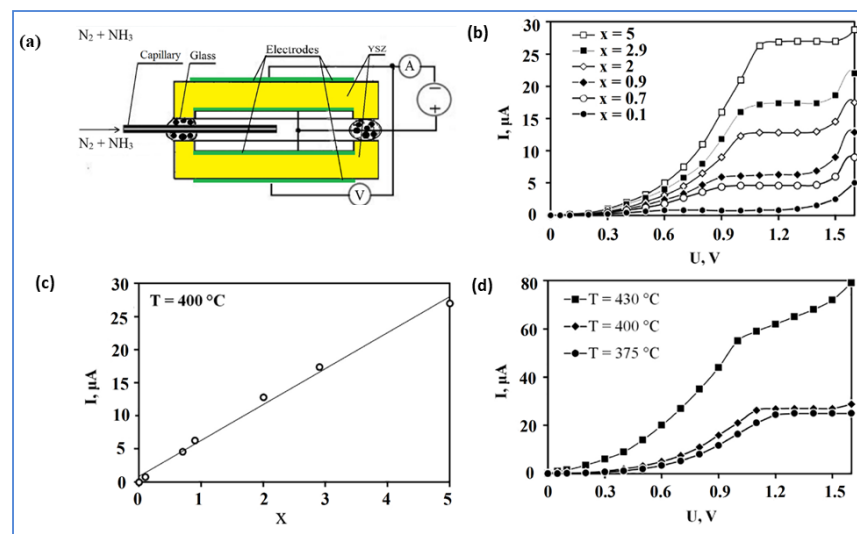 (a)
N₂ + NH₃
Capillary Glass Electrodes YSZ
A
N₂ + NH₃
V
(b)
I, μA
35
30
25
20
15
10
5
0
x = 5
x = 2.9
x = 2
x = 0.9
x = 0.7
x = 0.1
0 0.3 0.6 0.9 1.2 1.5
U, V
(c)
T = 400 °C
I, μA
30
25
20
15
10
5
0
0 1 2 3 4 5
X
(d)
I, μA
80
60
40
20
0
T = 430 °C
T = 400 °C
T = 375 °C
0 0.3 0.6 0.9 1.2 1.5
U, V